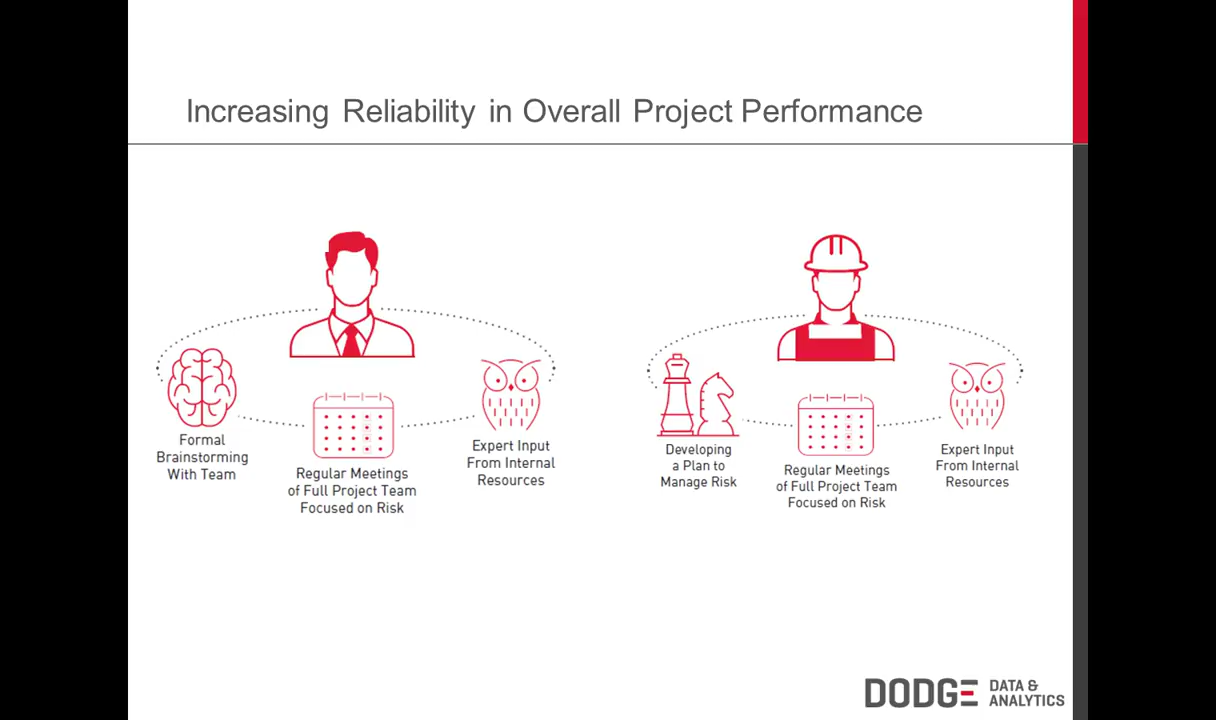 Increasing Reliability in Overall Project Performance
Formal
Brainstorming
With Team
Regular Meetings
of Full Project Team
Focused on Risk
Expert Input
From Internal
Resources
Developing
a Plan to
Manage Risk
Regular Meetings
of Full Project Team
Focused on Risk
Expert Input
From Internal
Resources
DODGE DATA &
ANALYTICS